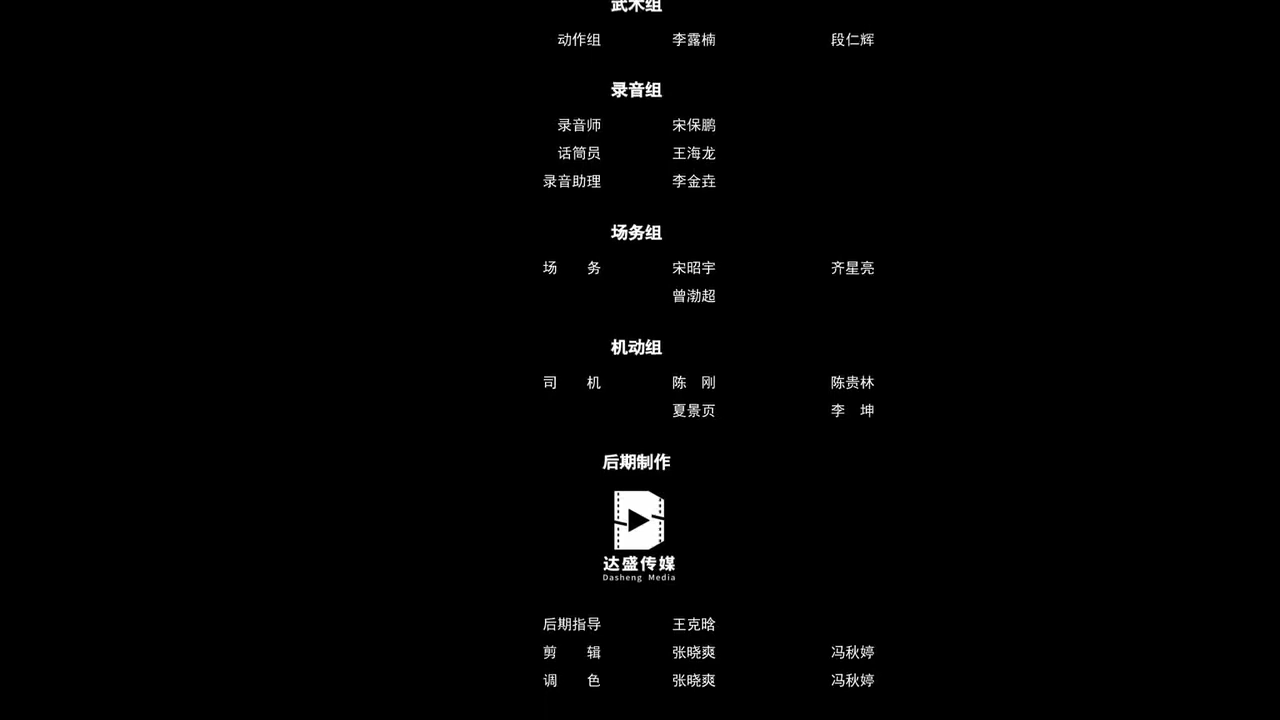 武术组
动作组 李露楠 段仁辉
录音组
录音师 宋保鹏
话筒员 王海龙
录音助理 李金垚
场务组
场 务 宋昭宇 齐星亮
曾渤超
机动组
司 机 陈 刚 陈贵林
夏景页 李 坤
后期制作
达盛传媒
Dasheng Media
后期指导 王克晗
剪 辑 张晓爽 冯秋婷
调 色 张晓爽 冯秋婷